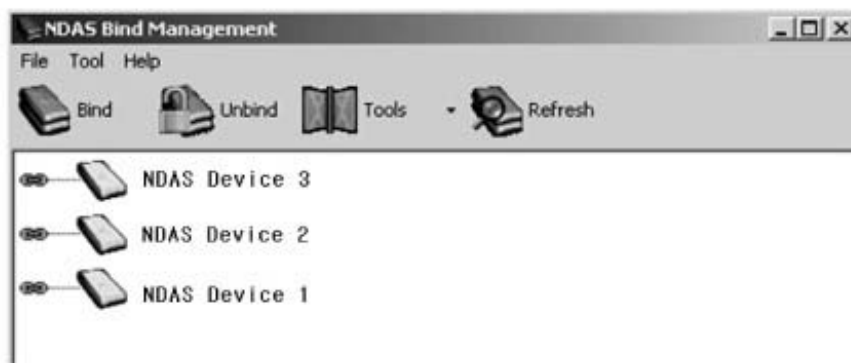 NDAS Bind Management
File Tool Help
Bind Unbind Tools Refresh
NDAS Device 3
NDAS Device 2
NDAS Device 1